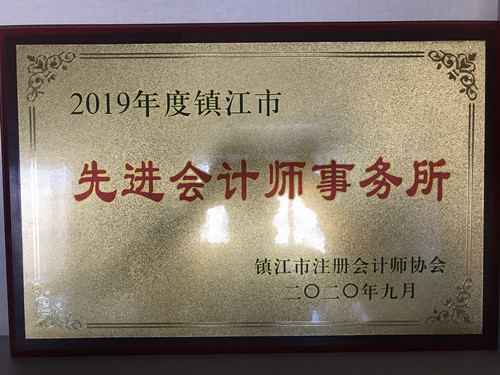 2019年度镇江市
先进会计师事务所
镇江市注册会计师协会
二〇二〇年九月